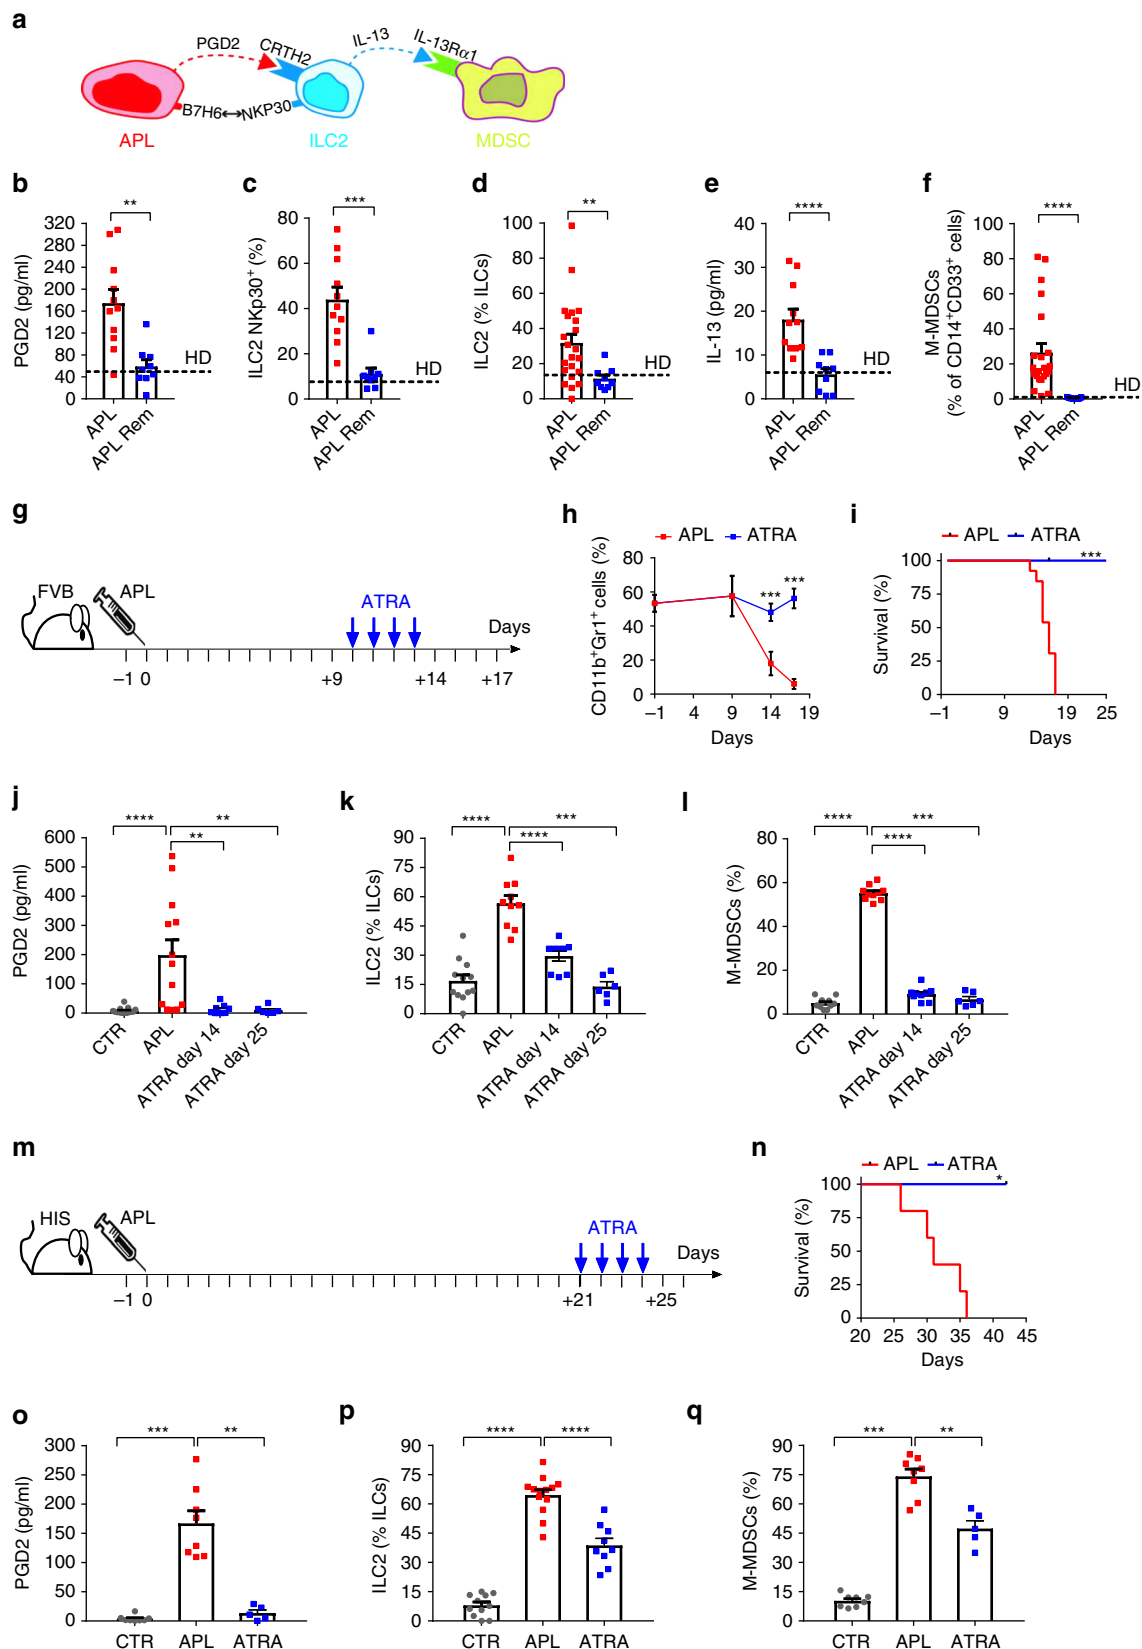 a
PGD2
CRTH2
IL-13
IL-13Rα1
B7H6↔NKP30
APL
ILC2
MDSC
b
PGD2 (pg/ml)
320
280
240
200
160
120
80
40
0
**
HD
APL
APL Rem
c
ILC2 NKp30⁺ (%)
80
60
40
20
0
***
HD
APL
APL Rem
d
ILC2 (% ILCs)
100
80
60
40
20
0
**
HD
APL
APL Rem
e
IL-13 (pg/ml)
40
30
20
10
0
****
HD
APL
APL Rem
f
M-MDSCs
(% of CD14⁺CD33⁺ cells)
100
80
60
40
20
0
****
HD
APL
APL Rem
g
FVB
APL
ATRA
Days
–1 0 +9 +14 +17
h
APL ATRA
CD11b⁺Gr1⁺ cells (%)
80
60
40
20
0
***
***
–1 4 9 14 19
Days
i
APL ATRA
Survival (%)
100
75
50
25
0
***
–1 9 19 25
Days
j
PGD2 (pg/ml)
600
500
400
300
200
100
0
**** **
**
CTR
APL
ATRA day 14
ATRA day 25
k
ILC2 (% ILCs)
90
75
60
45
30
15
0
**** ***
****
CTR
APL
ATRA day 14
ATRA day 25
l
M-MDSCs (%)
80
60
40
20
0
**** ***
****
CTR
APL
ATRA day 14
ATRA day 25
m
HIS
APL
ATRA
Days
–1 0 +21 +25
n
APL ATRA
Survival (%)
100
75
50
25
0
*
20 25 30 35 40 45
Days
o
PGD2 (pg/ml)
300
250
200
150
100
50
0
*** **
CTR APL ATRA
p
ILC2 (% ILCs)
90
75
60
45
30
15
0
**** ****
CTR APL ATRA
q
M-MDSCs (%)
90
75
60
45
30
15
0
*** **
CTR APL ATRA